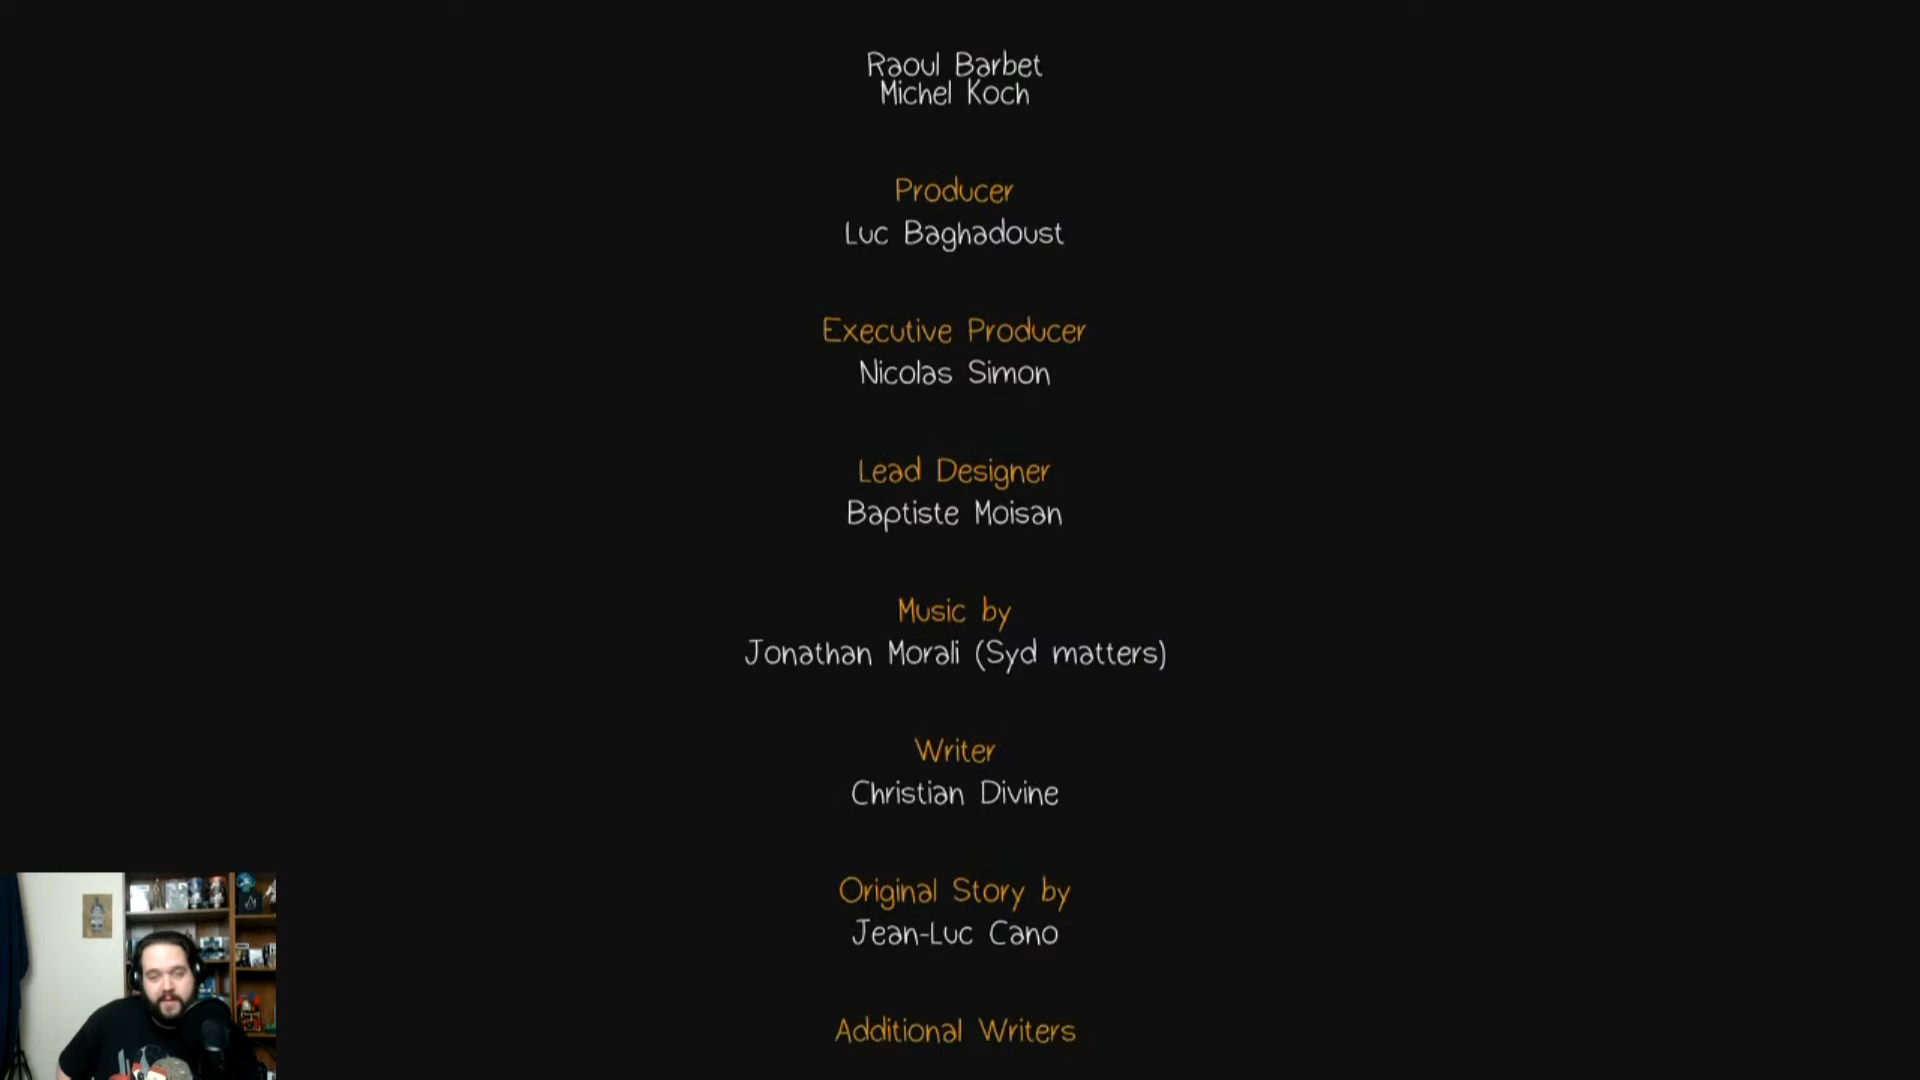 Raoul Barbet
Michel Koch
Producer
Luc Baghadoust
Executive Producer
Nicolas Simon
Lead Designer
Baptiste Moisan
Music by
Jonathan Morali (Syd matters)
Writer
Christian Divine
Original Story by
Jean-Luc Cano
Additional Writers